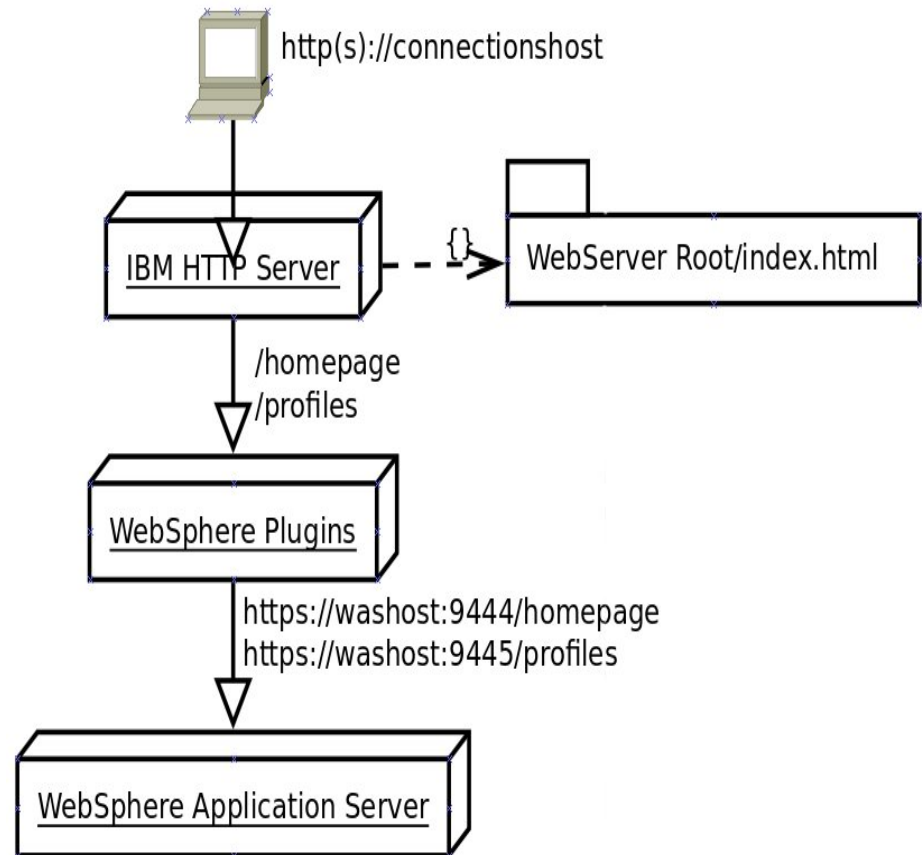 http(s)://connectionshost
IBM HTTP Server
{}
WebServer Root/index.html
/homepage
/profiles
WebSphere Plugins
https://washost:9444/homepage
https://washost:9445/profiles
WebSphere Application Server